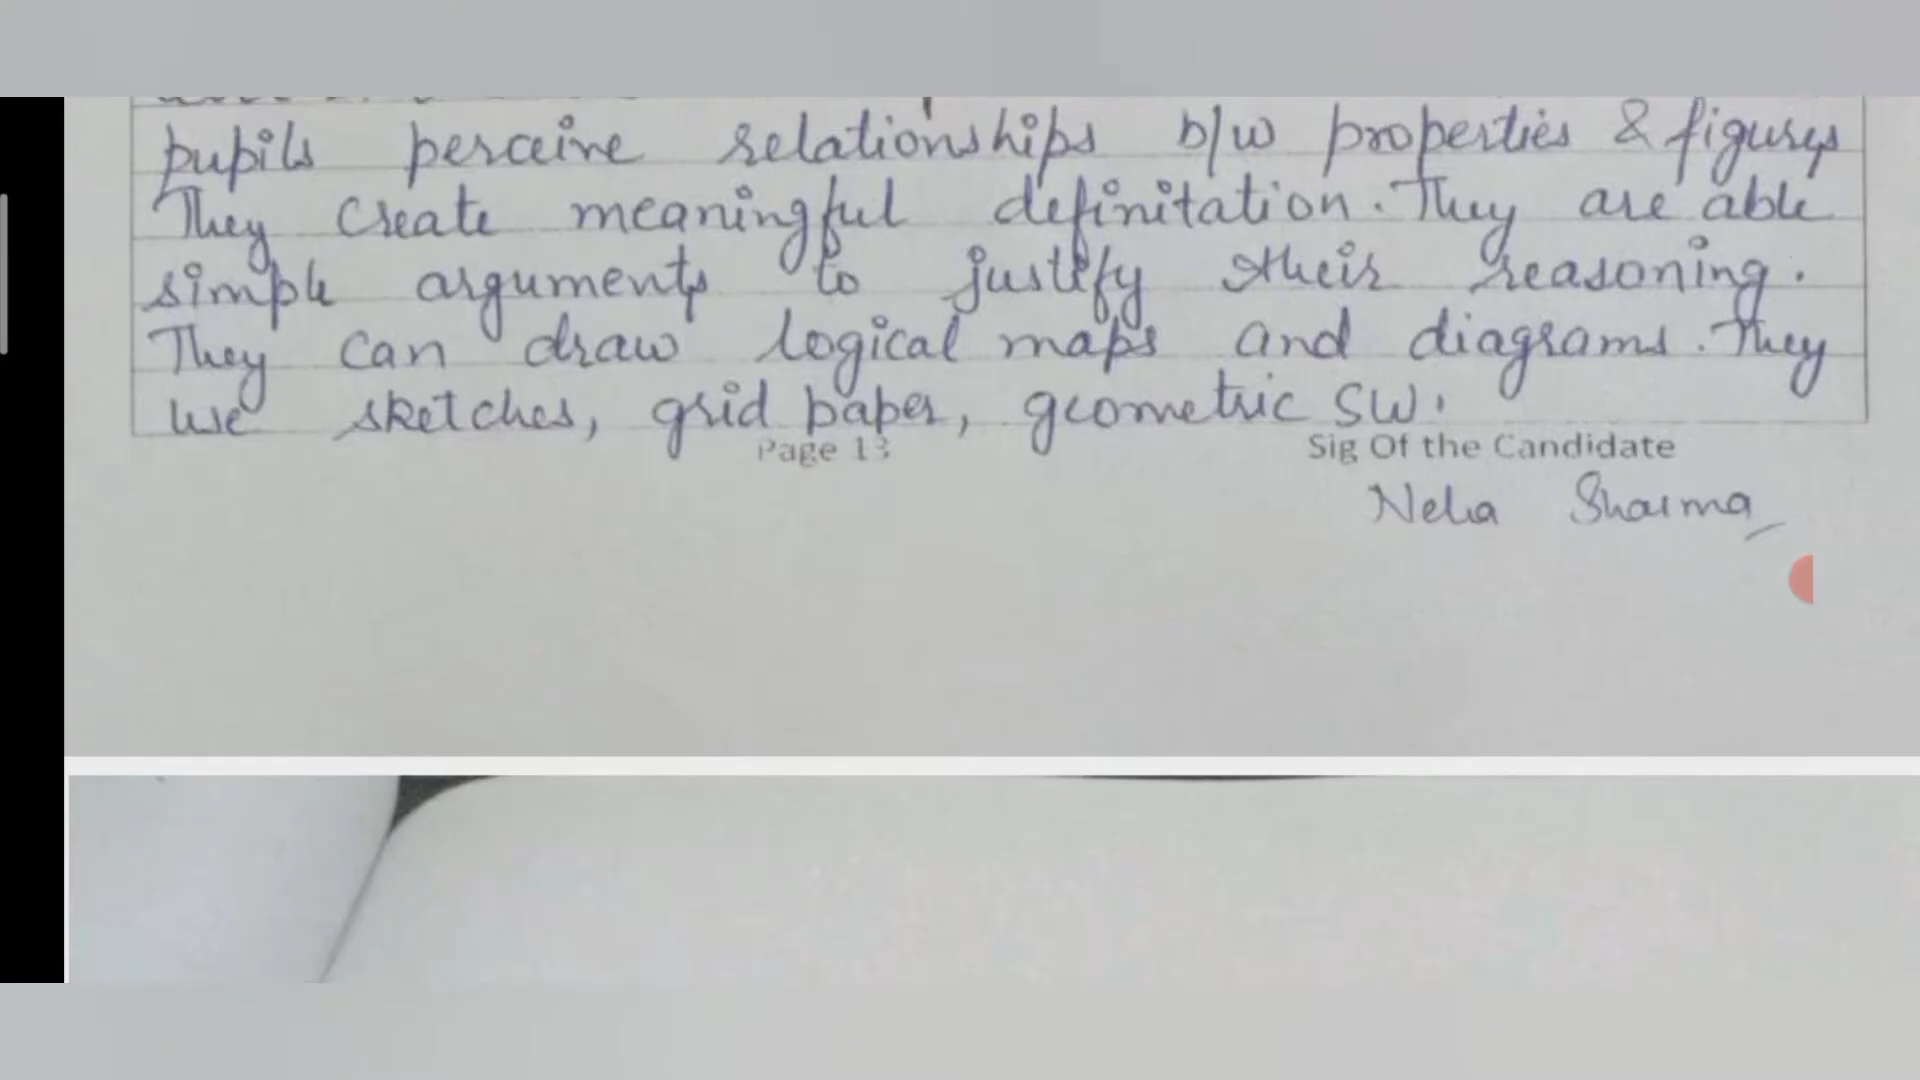 pupils perceive relationships b/w properties & figures
They create meaningful definitation. They are able
simple arguments to justify their reasoning.
They can draw logical maps and diagrams. They
use sketches, grid paper, geometric SW.
Page 13
Sig Of the Candidate
Neha Sharma